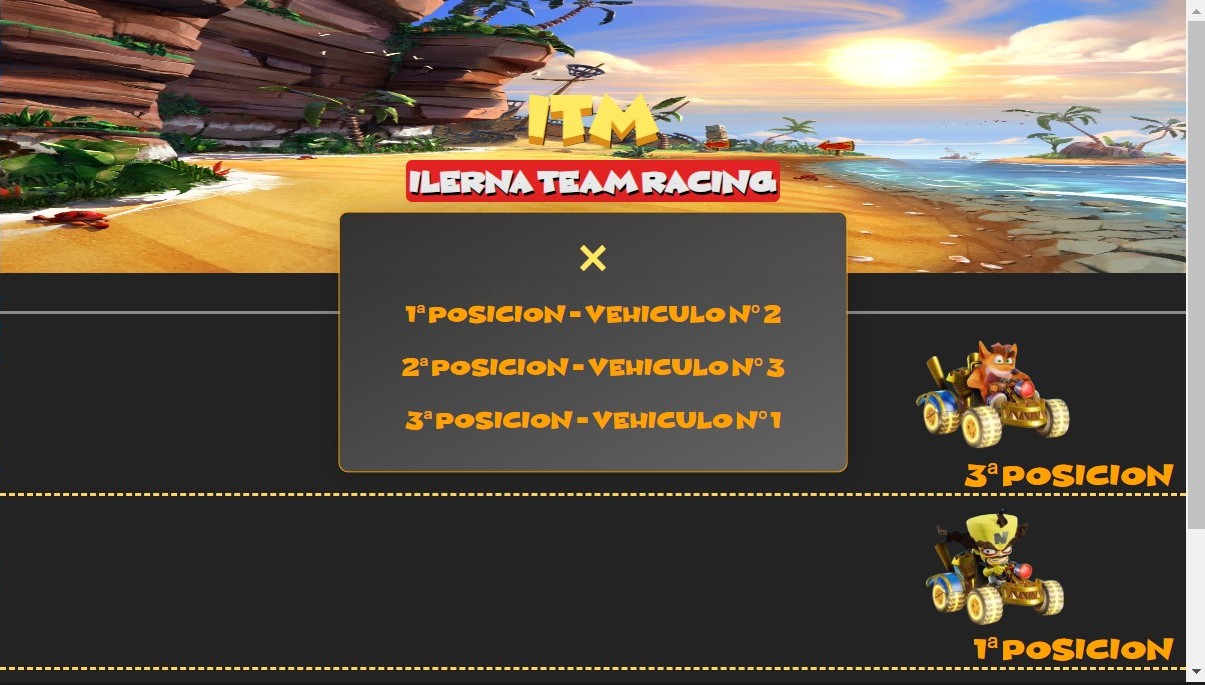 ITM
ILERNA TEAM RACING
×
1ª POSICION - VEHICULO Nº 2
2ª POSICION - VEHICULO Nº 3
3ª POSICION - VEHICULO Nº 1
3ª POSICION
N
1ª POSICION